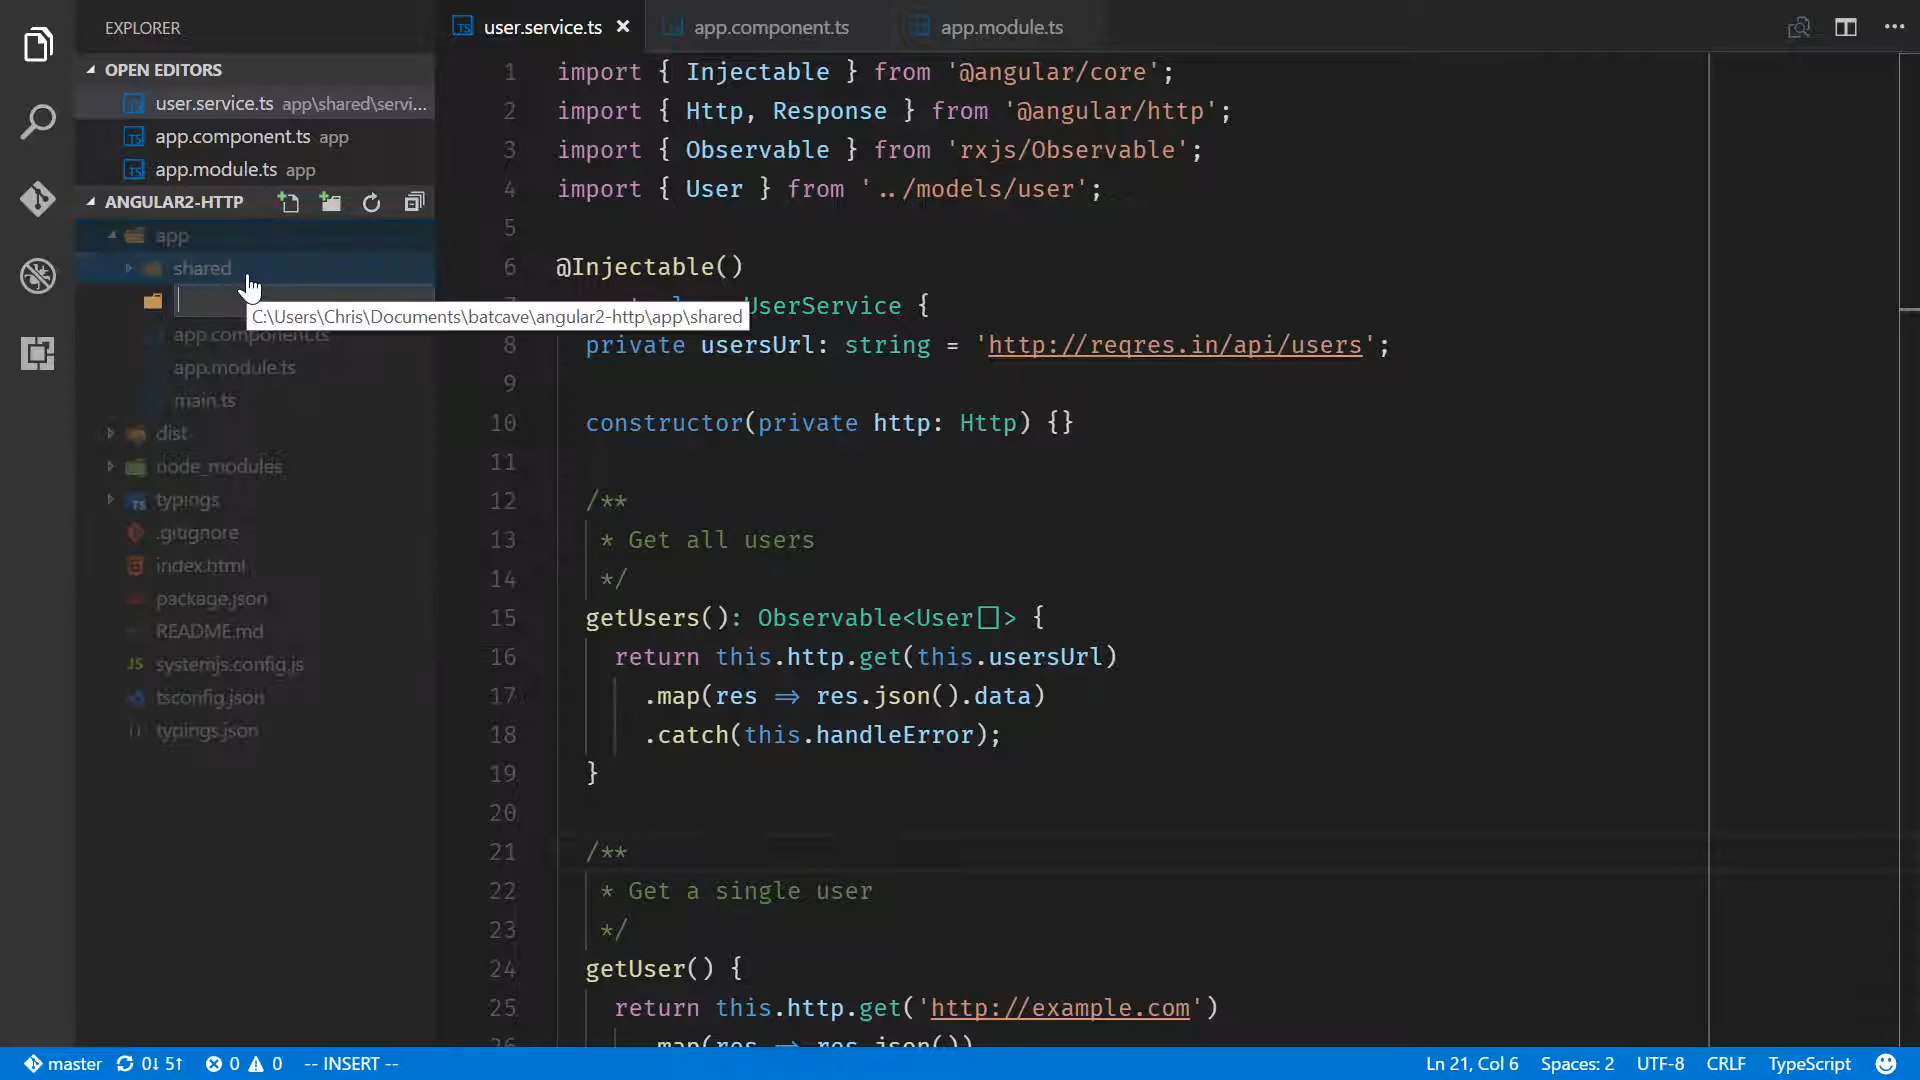 EXPLORER
OPEN EDITORS
user.service.ts app\shared\servi...
app.component.ts app
app.module.ts app
ANGULAR2-HTTP
app
shared
C:\Users\Chris\Documents\batcave\angular2-http\app\shared
app.component.ts
app.module.ts
main.ts
dist
node_modules
typings
.gitignore
index.html
package.json
README.md
systemjs.config.js
tsconfig.json
typings.json
user.service.ts
app.component.ts
app.module.ts
1 import { Injectable } from '@angular/core';
2 import { Http, Response } from '@angular/http';
3 import { Observable } from 'rxjs/Observable';
4 import { User } from '../models/user';
5
6 @Injectable()
UserService {
8 private usersUrl: string = 'http://reqres.in/api/users';
9
10 constructor(private http: Http) {}
11
12 /**
13 * Get all users
14 */
15 getUsers(): Observable<User[]> {
16 return this.http.get(this.usersUrl)
17 .map(res => res.json().data)
18 .catch(this.handleError);
19 }
20
21 /**
22 * Get a single user
23 */
24 getUser() {
25 return this.http.get('http://example.com')
26 .map(res => res.json())
master 0↓ 5↑ 0 0 -- INSERT --
Ln 21, Col 6 Spaces: 2 UTF-8 CRLF TypeScript